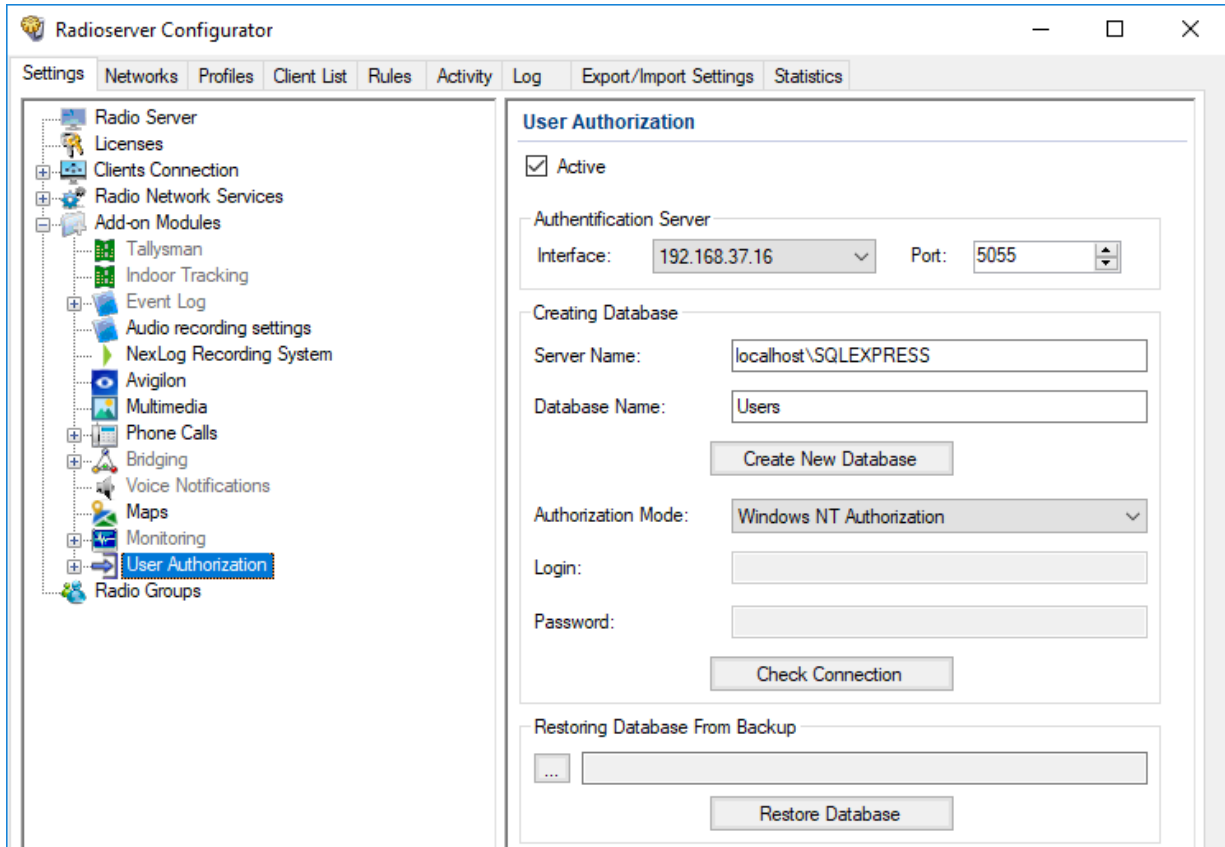 Radioserver Configurator
Settings Networks Profiles Client List Rules Activity Log Export/Import Settings Statistics
Radio Server
Licenses
Clients Connection
Radio Network Services
Add-on Modules
Tallysman
Indoor Tracking
Event Log
Audio recording settings
NexLog Recording System
Avigilon
Multimedia
Phone Calls
Bridging
Voice Notifications
Maps
Monitoring
User Authorization
Radio Groups
User Authorization
Active
Authentification Server
Interface: 192.168.37.16 Port: 5055
Creating Database
Server Name: localhost\SQLEXPRESS
Database Name: Users
Create New Database
Authorization Mode: Windows NT Authorization
Login:
Password:
Check Connection
Restoring Database From Backup
...
Restore Database